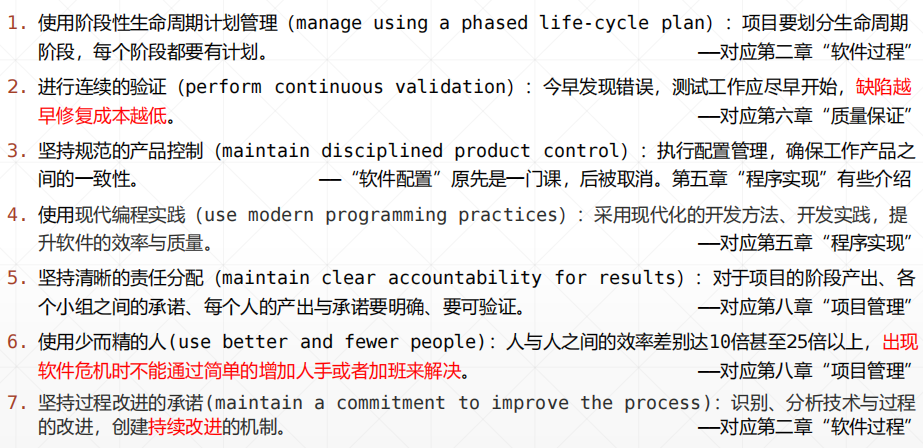 1. 使用阶段性生命周期计划管理（manage using a phased life-cycle plan）：项目要划分生命周期
阶段，每个阶段都要有计划。 ——对应第二章“软件过程”
2. 进行连续的验证（perform continuous validation）：今早发现错误，测试工作应尽早开始，缺陷越
早修复成本越低。 ——对应第六章“质量保证”
3. 坚持规范的产品控制（maintain disciplined product control）：执行配置管理，确保工作产品之
间的一致性。 ——“软件配置”原先是一门课，后被取消。第五章“程序实现”有些介绍
4. 使用现代编程实践（use modern programming practices）：采用现代化的开发方法、开发实践，提
升软件的效率与质量。 ——对应第五章“程序实现”
5. 坚持清晰的责任分配（maintain clear accountability for results）：对于项目的阶段产出、各
个小组之间的承诺、每个人的产出与承诺要明确、要可验证。 ——对应第八章“项目管理”
6. 使用少而精的人(use better and fewer people)：人与人之间的效率差别达10倍甚至25倍以上，出现
软件危机时不能通过简单的增加人手或者加班来解决。 ——对应第八章“项目管理”
7. 坚持过程改进的承诺(maintain a commitment to improve the process)：识别、分析技术与过程
的改进，创建持续改进的机制。 ——对应第二章“软件过程”